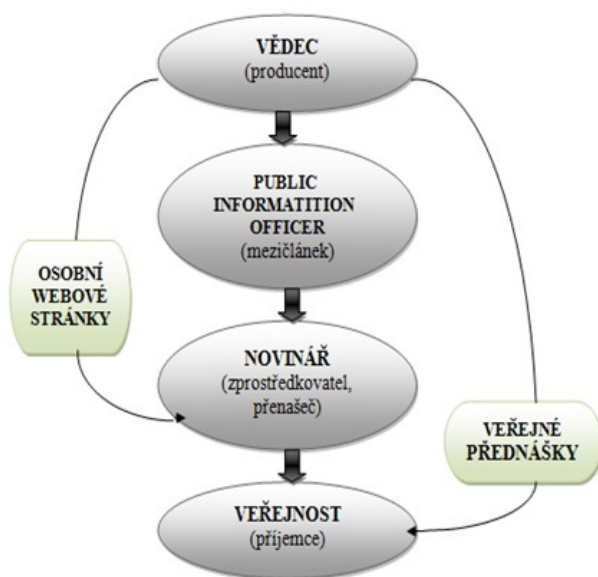 VĚDEC
(producent)
PUBLIC
INFORMATITION
OFFICER
(mezičlánek)
OSOBNÍ
WEBOVÉ
STRÁNKY
NOVINÁŘ
(zprostředkovatel,
přenašeč)
VEŘEJNÉ
PŘEDNÁŠKY
VEŘEJNOST
(příjemce)